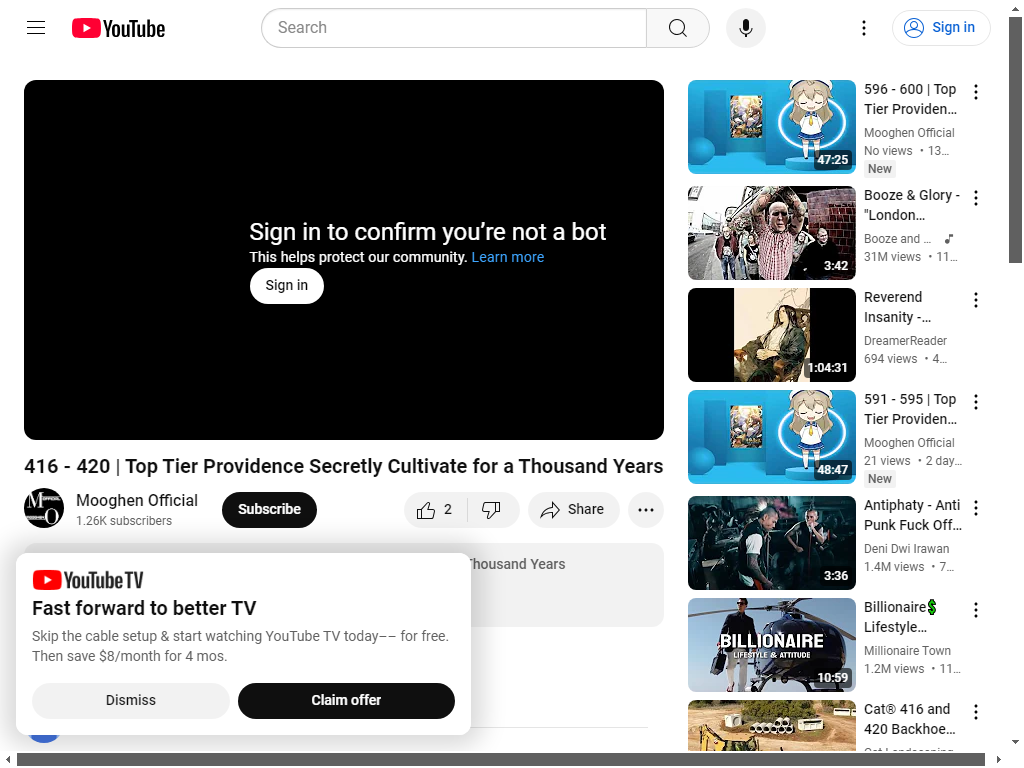 YouTube
Search
Sign in
Sign in to confirm you're not a bot
This helps protect our community. Learn more
Sign in
416 - 420 | Top Tier Providence Secretly Cultivate for a Thousand Years
Mooghen Official
1.26K subscribers
Subscribe
2
Share
Thousand Years
YouTube TV
Fast forward to better TV
Skip the cable setup & start watching YouTube TV today–– for free.
Then save $8/month for 4 mos.
Dismiss
Claim offer
47:25
596 - 600 | Top
Tier Providen…
Mooghen Official
No views • 13…
New
3:42
Booze & Glory -
"London…
Booze and …
31M views • 11…
1:04:31
Reverend
Insanity -…
DreamerReader
694 views • 4…
48:47
591 - 595 | Top
Tier Providen…
Mooghen Official
21 views • 2 day…
New
3:36
Antiphaty - Anti
Punk Fuck Off…
Deni Dwi Irawan
1.4M views • 7…
BILLIONAIRE
LIFESTYLE & ATTITUDE
10:59
Billionaire💲
Lifestyle…
Millionaire Town
1.2M views • 11…
Cat® 416 and
420 Backhoe…